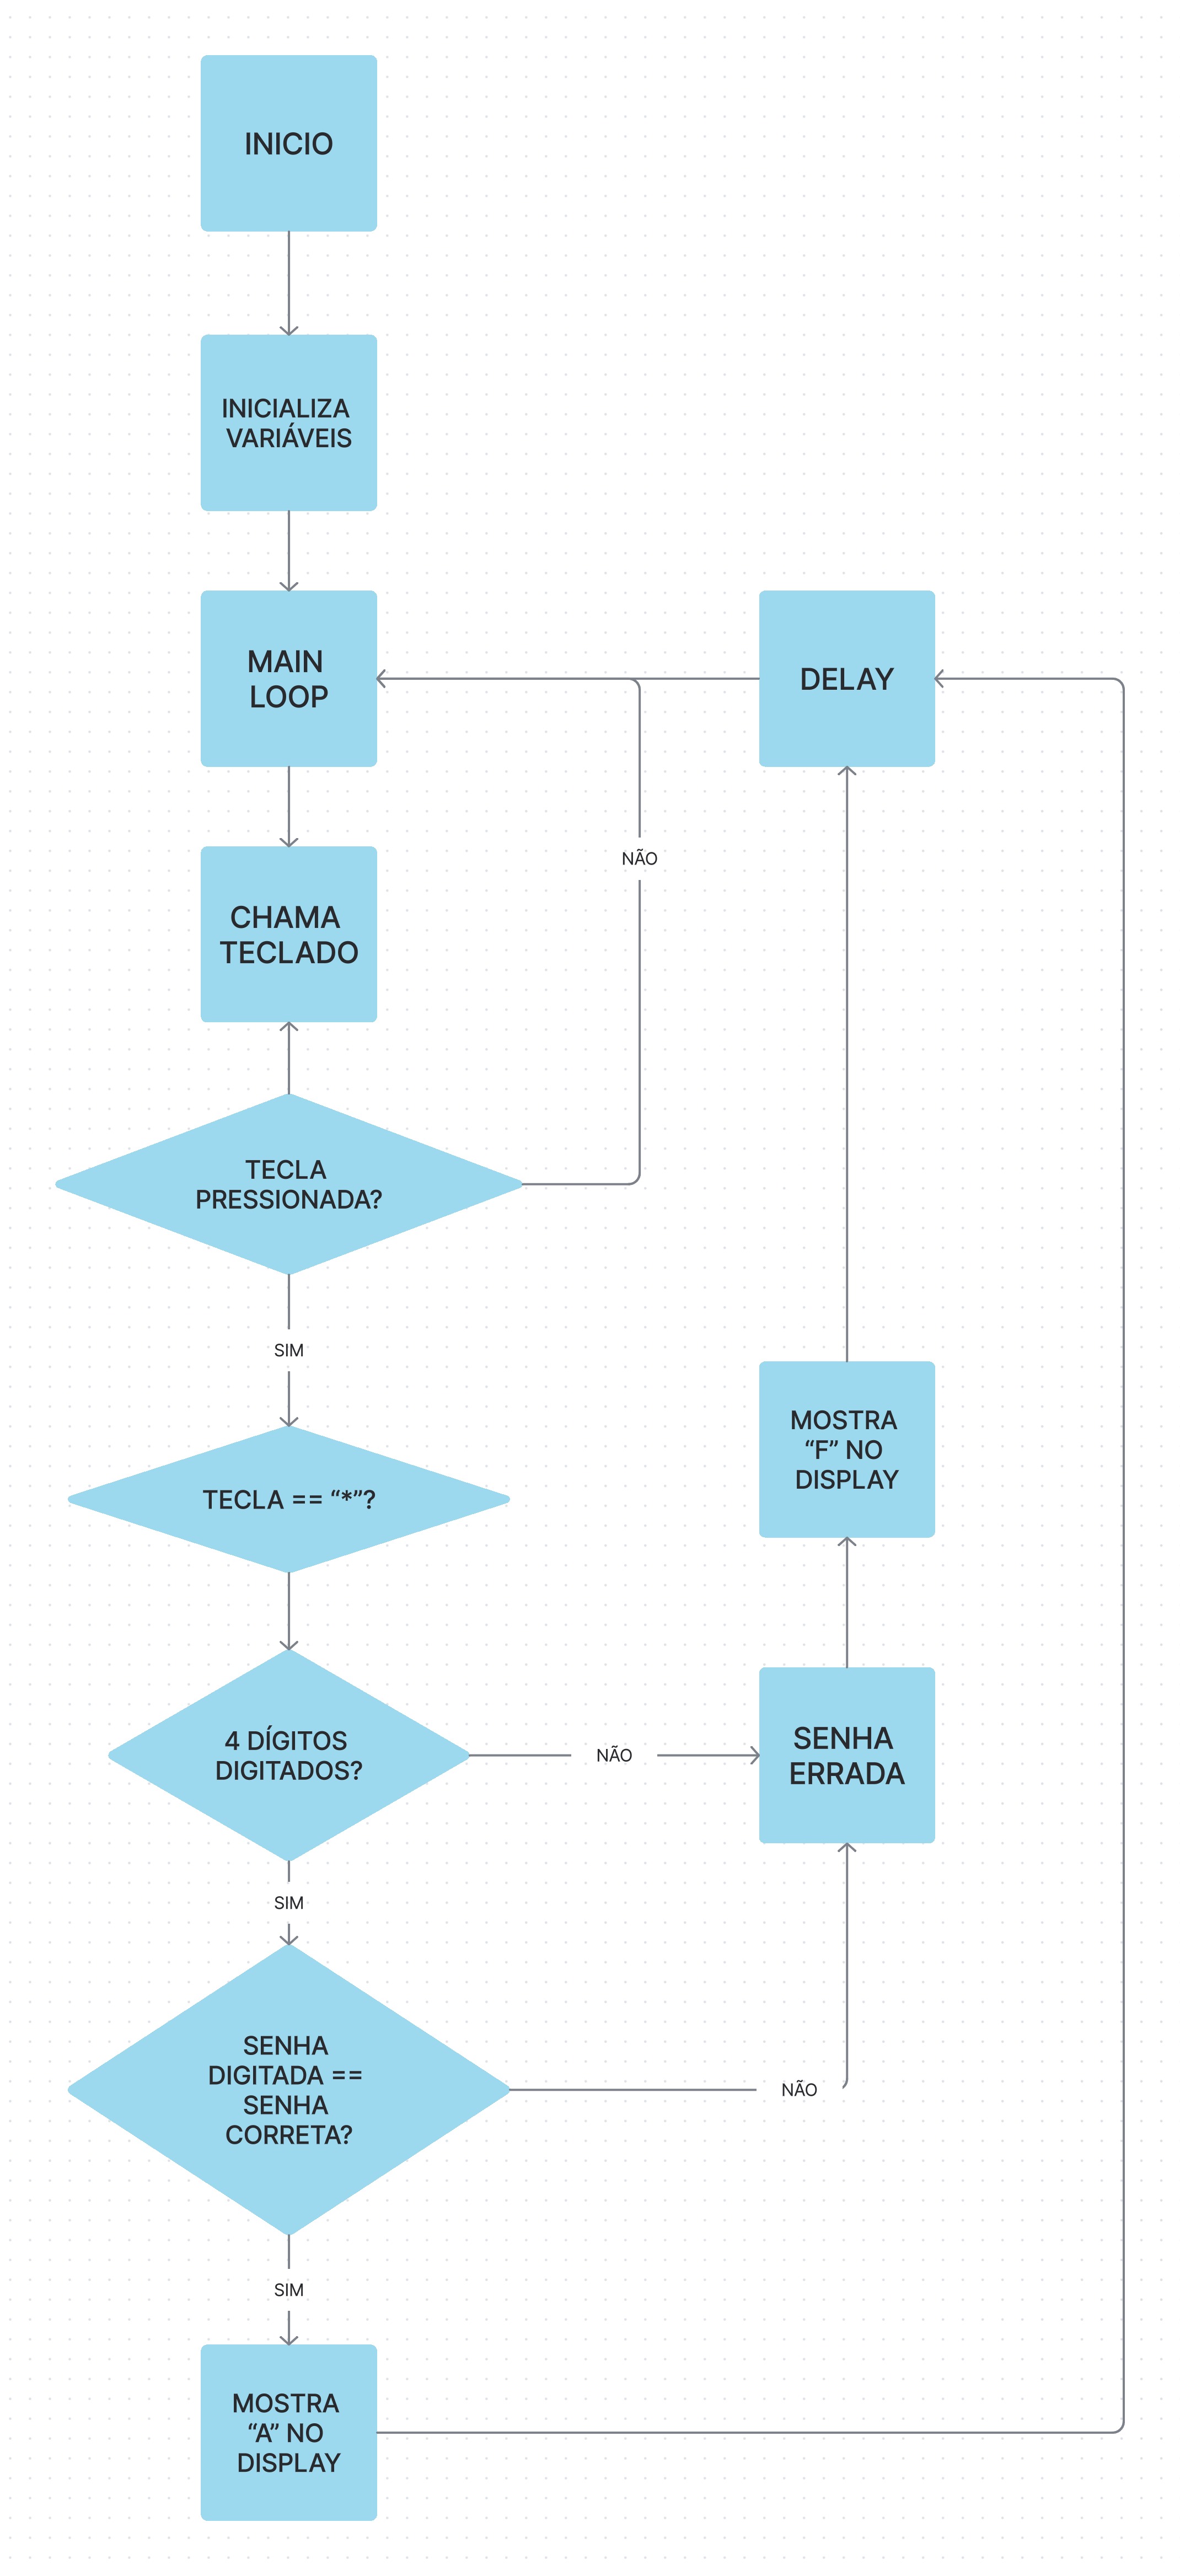 INICIO
INICIALIZA
VARIÁVEIS
MAIN
LOOP
DELAY
NÃO
CHAMA
TECLADO
TECLA
PRESSIONADA?
SIM
MOSTRA
“F” NO
DISPLAY
TECLA == “*”?
4 DÍGITOS
DIGITADOS?
NÃO
SENHA
ERRADA
SIM
SENHA
DIGITADA ==
SENHA
CORRETA?
NÃO
SIM
MOSTRA
“A” NO
DISPLAY